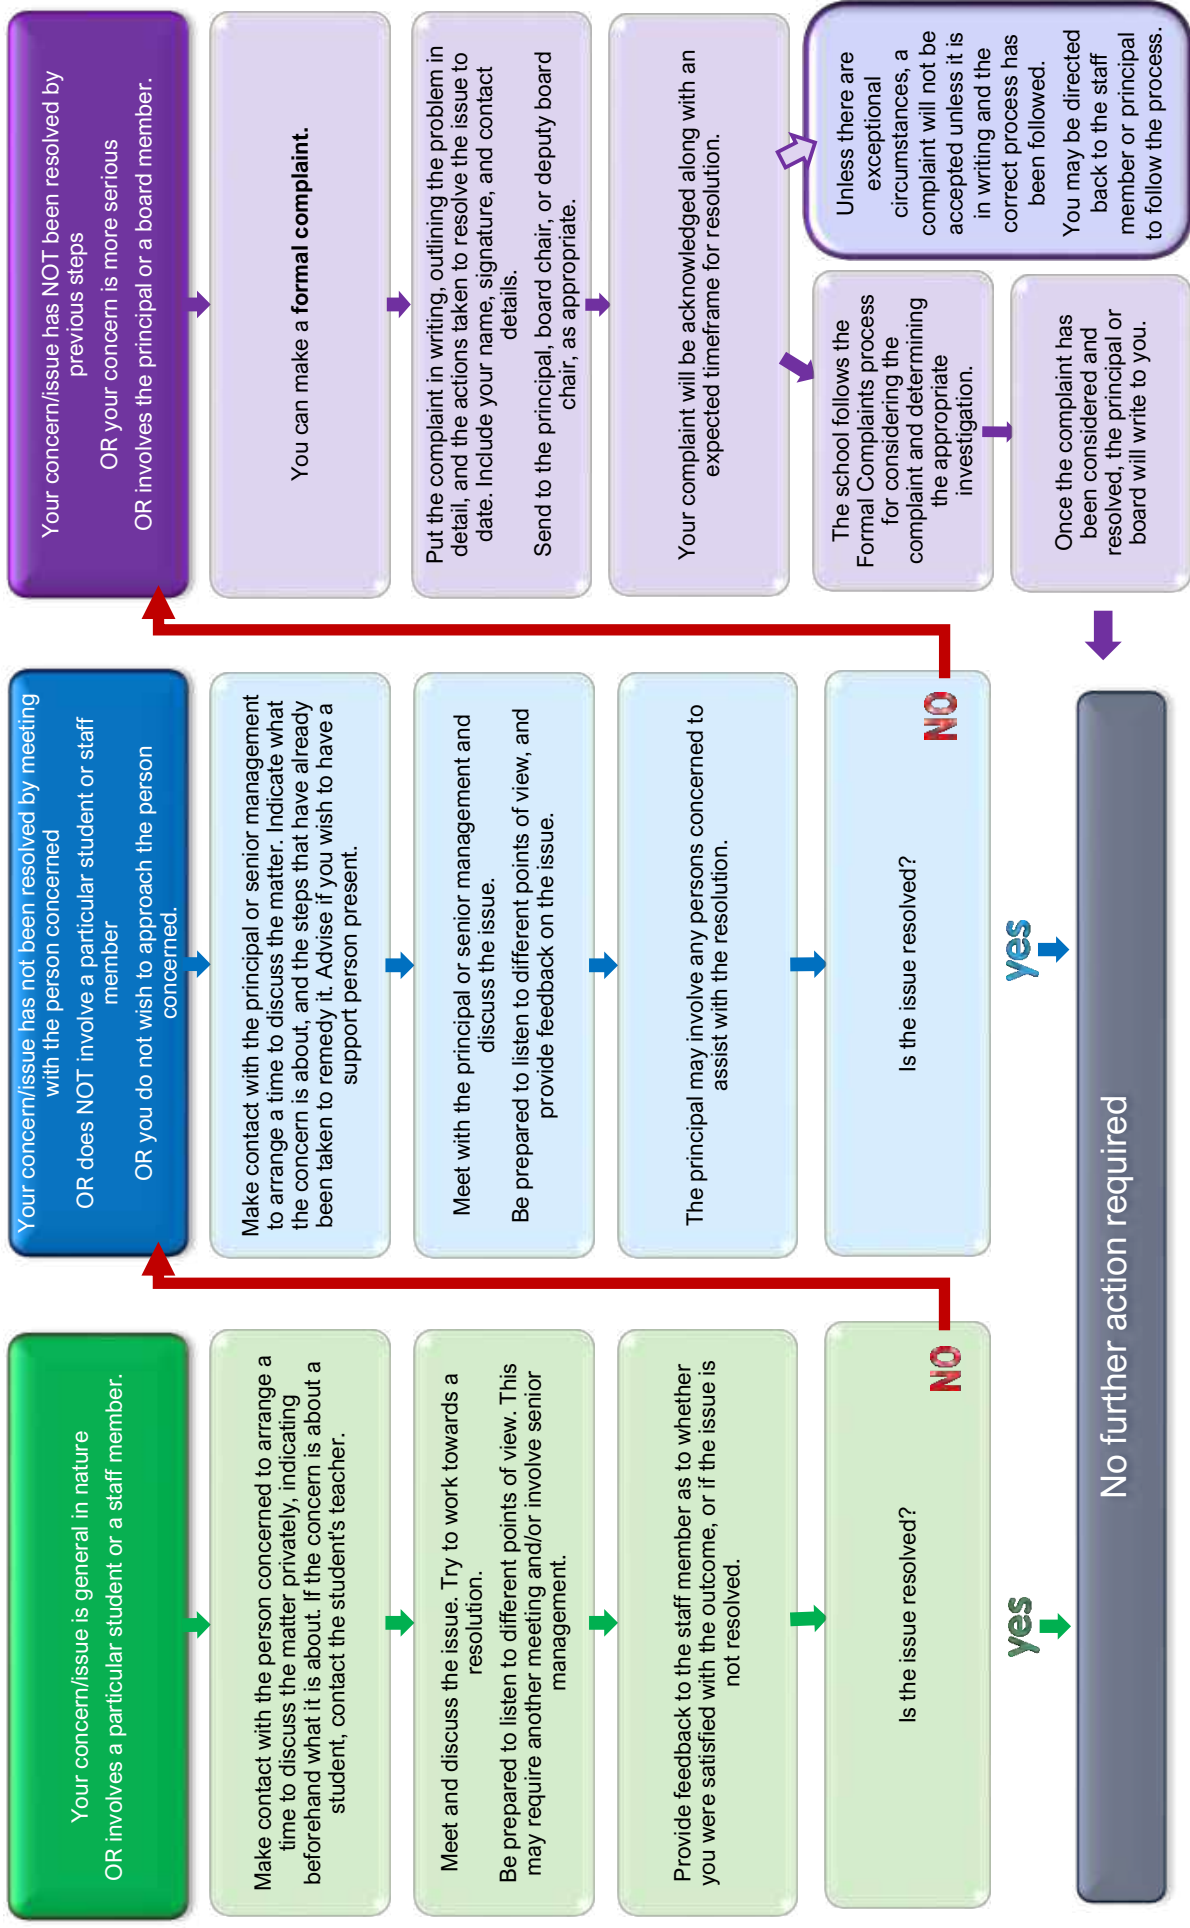 Your concern/issue is general in nature
OR involves a particular student or a staff member.
Make contact with the person concerned to arrange a
time to discuss the matter privately, indicating
beforehand what it is about. If the concern is about a
student, contact the student's teacher.
Meet and discuss the issue. Try to work towards a
resolution.
Be prepared to listen to different points of view. This
may require another meeting and/or involve senior
management.
Provide feedback to the staff member as to whether
you were satisfied with the outcome, or if the issue is
not resolved.
Is the issue resolved?
NO
yes
Your concern/issue has not been resolved by meeting
with the person concerned
OR does NOT involve a particular student or staff
member
OR you do not wish to approach the person
concerned.
Make contact with the principal or senior management
to arrange a time to discuss the matter. Indicate what
the concern is about, and the steps that have already
been taken to remedy it. Advise if you wish to have a
support person present.
Meet with the principal or senior management and
discuss the issue.
Be prepared to listen to different points of view, and
provide feedback on the issue.
The principal may involve any persons concerned to
assist with the resolution.
Is the issue resolved?
NO
yes
Your concern/issue has NOT been resolved by
previous steps
OR your concern is more serious
OR involves the principal or a board member.
You can make a formal complaint.
Put the complaint in writing, outlining the problem in
detail, and the actions taken to resolve the issue to
date. Include your name, signature, and contact
details.
Send to the principal, board chair, or deputy board
chair, as appropriate.
Your complaint will be acknowledged along with an
expected timeframe for resolution.
The school follows the
Formal Complaints process
for considering the
complaint and determining
the appropriate
investigation.
Once the complaint has
been considered and
resolved, the principal or
board will write to you.
Unless there are
exceptional
circumstances, a
complaint will not be
accepted unless it is
in writing and the
correct process has
been followed.
You may be directed
back to the staff
member or principal
to follow the process.
No further action required